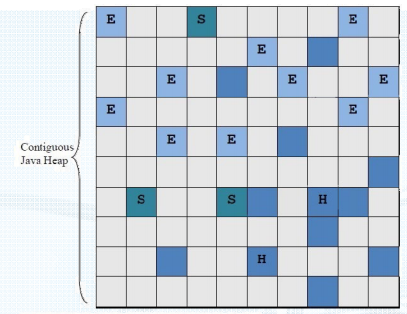 E S E
E
E E E
E E
Contiguous
Java Heap
E E
S S H
H